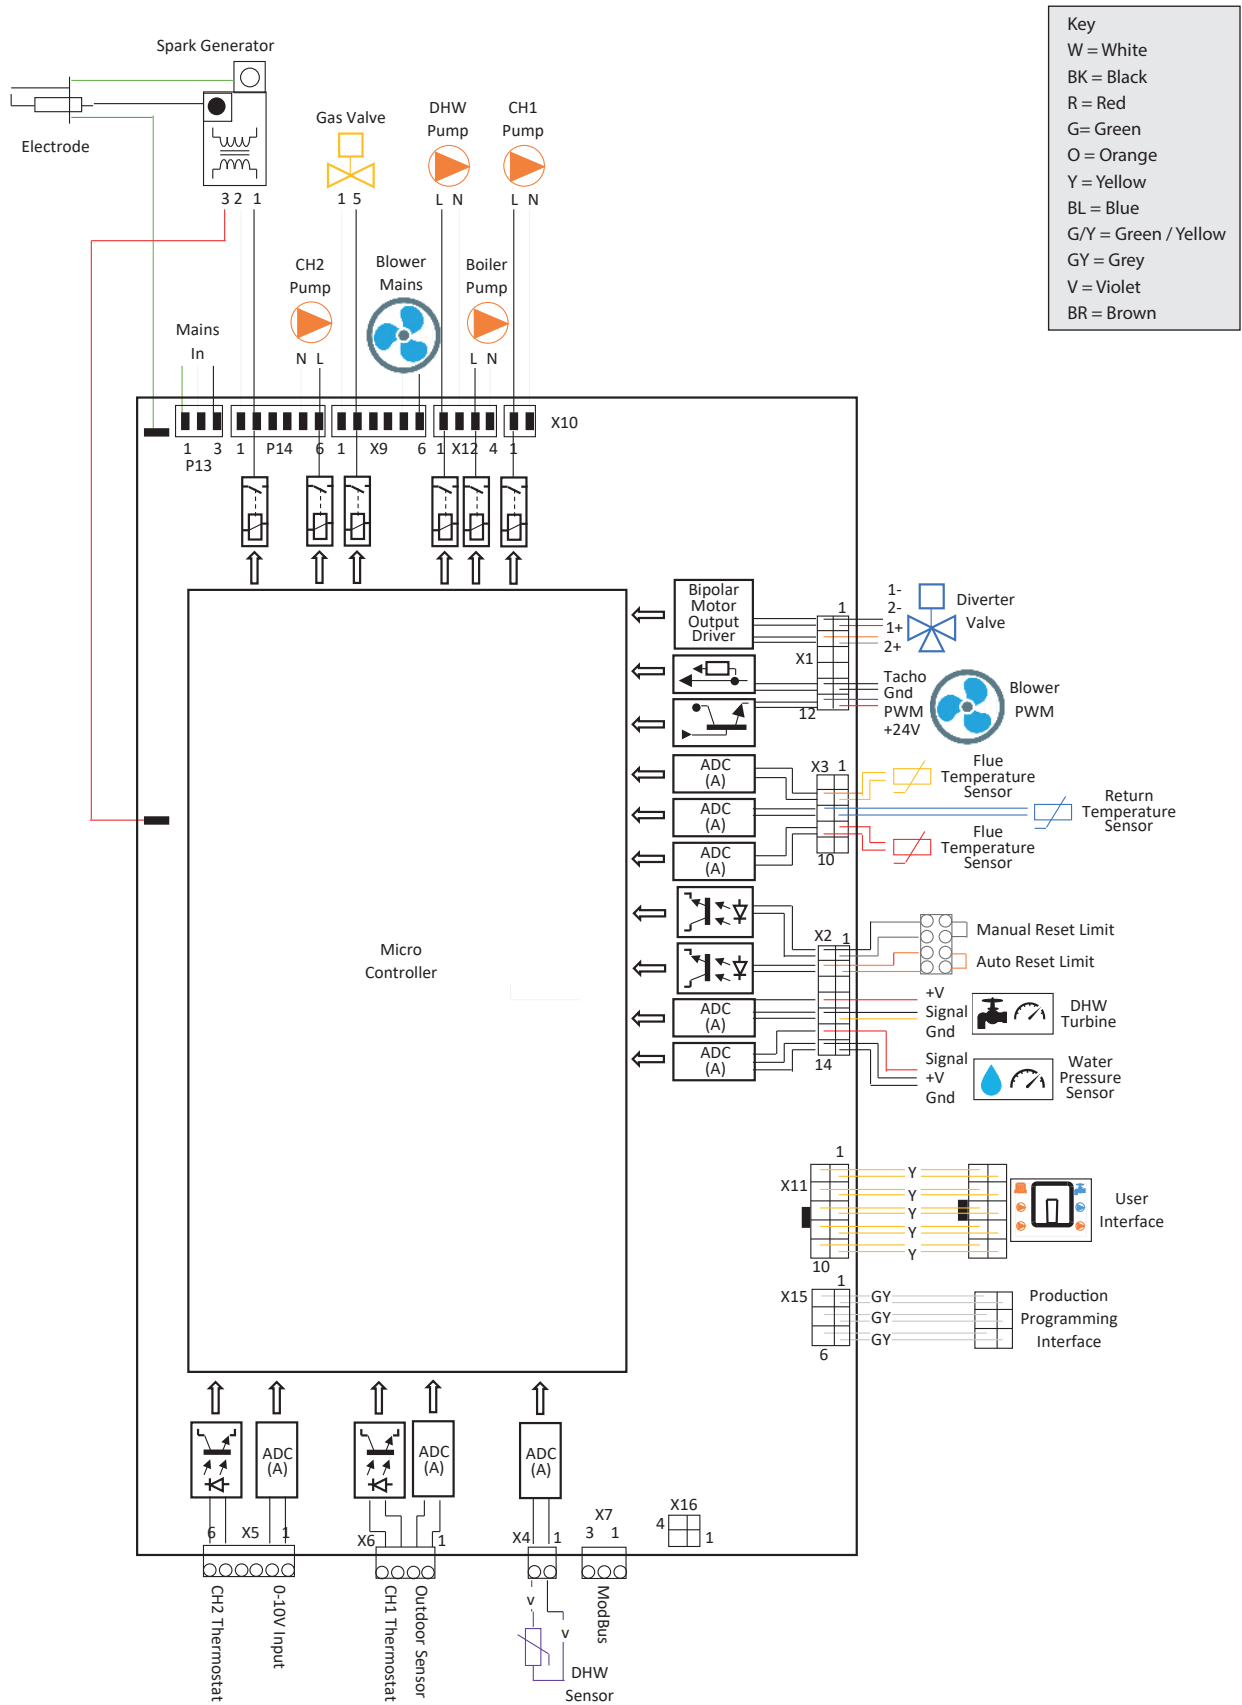 Key
W = White
BK = Black
R = Red
G= Green
O = Orange
Y = Yellow
BL = Blue
G/Y = Green / Yellow
GY = Grey
V = Violet
BR = Brown
Spark Generator
Electrode
3 2 1
Gas Valve
1 5
DHW
Pump
L N
CH1
Pump
L N
CH2
Pump
N L
Blower
Mains
Boiler
Pump
L N
Mains
In
X10
1 3
P13
1 P14 6
1 X9 6
1 X12 4
1
Bipolar
Motor
Output
Driver
1
X1
12
1-
2-
1+
2+
Diverter
Valve
Tacho
Gnd
PWM
+24V
Blower
PWM
ADC
(A)
ADC
(A)
ADC
(A)
X3 1
10
Flue
Temperature
Sensor
Return
Temperature
Sensor
Flue
Temperature
Sensor
Micro
Controller
X2 1
14
Manual Reset Limit
Auto Reset Limit
ADC
(A)
ADC
(A)
+V
Signal
Gnd
DHW
Turbine
Signal
+V
Gnd
Water
Pressure
Sensor
1
X11
10
Y
Y
Y
Y
Y
User
Interface
1
X15
6
GY
GY
GY
Production
Programming
Interface
ADC
(A)
ADC
(A)
ADC
(A)
6 X5 1
X6 1
X4 1
X7
3 1
X16
4
1
CH2 Thermostat
0-10V Input
CH1 Thermostat
Outdoor Sensor
V
V
DHW
Sensor
ModBus